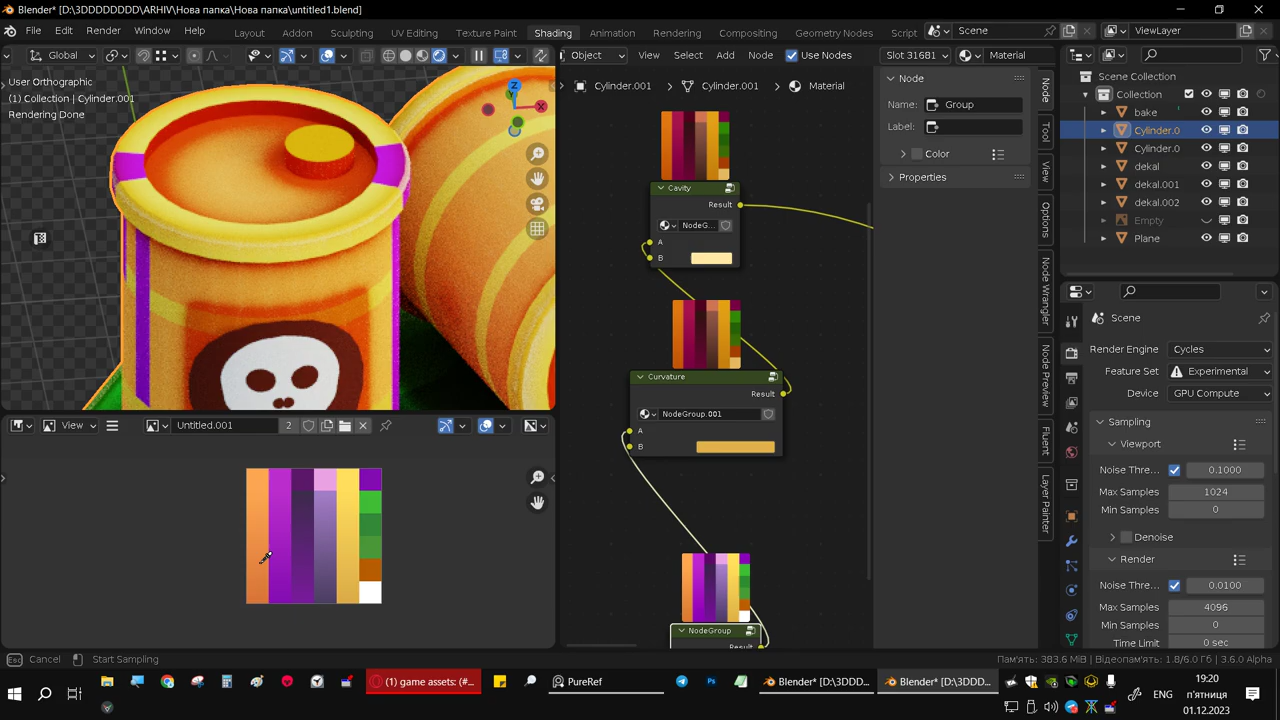 Blender* [D:\3DDDDDDDD\ARHIV\Нова папка\Нова папка\untitled1.blend]
File Edit Render Window Help Layout Addon Sculpting UV Editing Texture Paint Shading Animation Rendering Compositing Geometry Nodes Script Scene ViewLayer
Global Object View Select Add Node Use Nodes Slot 31681 Material
User Orthographic
(1) Collection | Cylinder.001
Rendering Done
Z
X
Y
Cylinder.001 Cylinder.001 Material
Cavity
Result
NodeG...
A
B
Curvature
Result
NodeGroup.001
A
B
NodeGroup
Result
View Untitled.001 2
Node
Name: Group
Label:
Color
Properties
Node
Tool
View
Options
Node Wrangler
Node Preview
Fluent
Layer Painter
Scene Collection
Collection
bake
Cylinder.0
Cylinder.0
dekal
dekal.001
dekal.002
Empty
Plane
Scene
Render Engine Cycles
Feature Set Experimental
Device GPU Compute
Sampling
Viewport
Noise Thre... 0.1000
Max Samples 1024
Min Samples 0
Denoise
Render
Noise Thre... 0.0100
Max Samples 4096
Min Samples 0
Time Limit 0 sec
Esc Cancel Start Sampling Пам'ять: 383.6 MiB | Відеопам'ять: 1.8/6.0 Гб | 3.6.0 Alpha
(1) game assets: (#... PureRef Blender* [D:\3DDD... Blender* [D:\3DDD... ENG 19:20
п'ятниця
01.12.2023